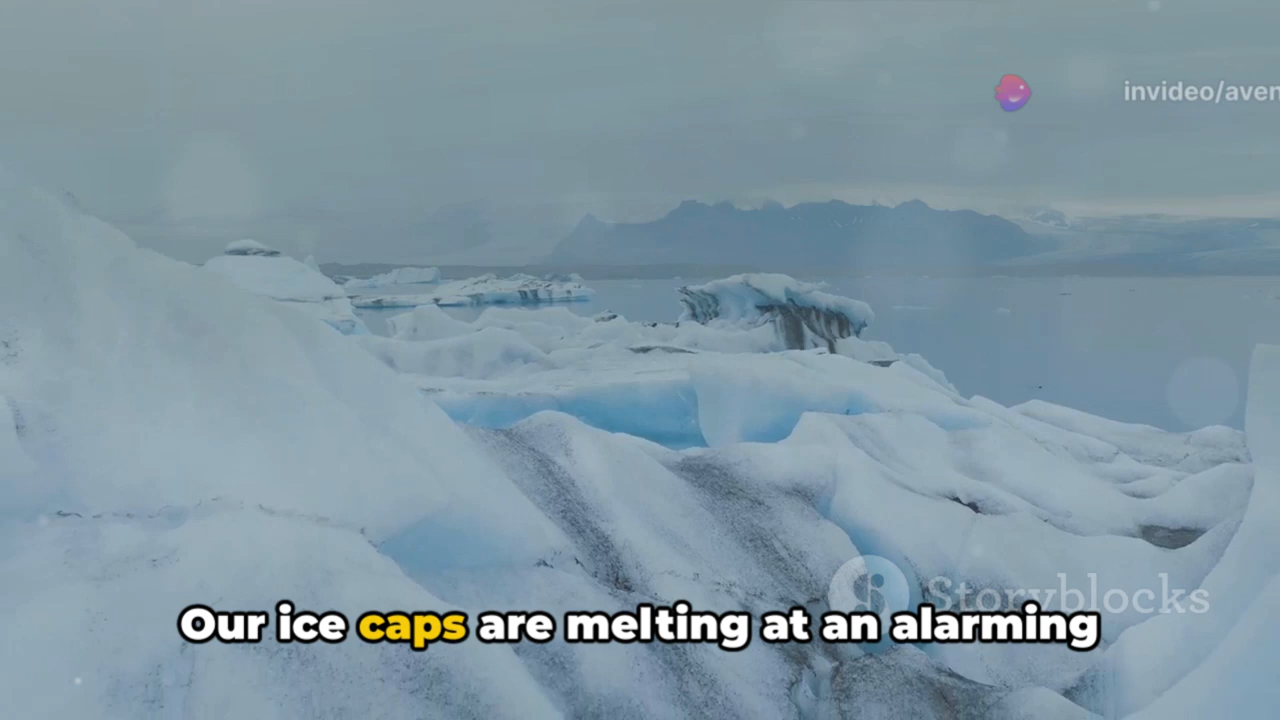 invideo/aven
Storyblocks
Our ice caps are melting at an alarming